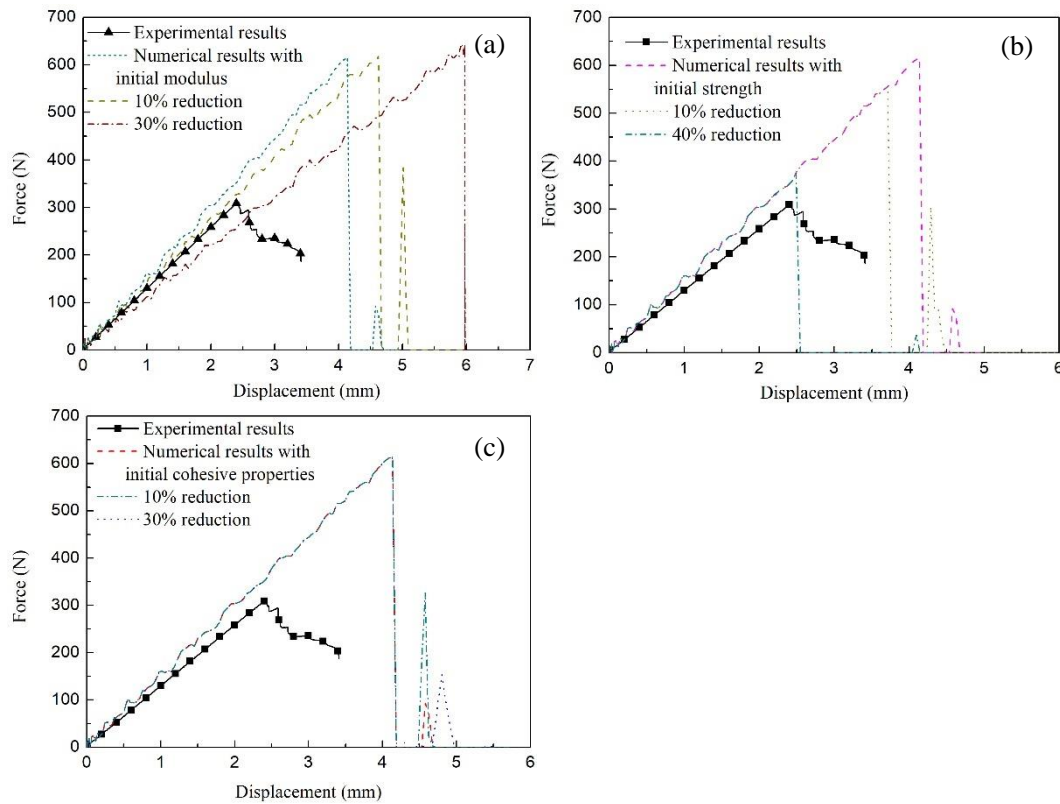 (a)
Experimental results
Numerical results with
initial modulus
10% reduction
30% reduction
Force (N)
700
600
500
400
300
200
100
0
0 1 2 3 4 5 6 7
Displacement (mm)
(b)
Experimental results
Numerical results with
initial strength
10% reduction
40% reduction
Force (N)
700
600
500
400
300
200
100
0
0 1 2 3 4 5 6
Displacement (mm)
(c)
Experimental results
Numerical results with
initial cohesive properties
10% reduction
30% reduction
Force (N)
700
600
500
400
300
200
100
0
0 1 2 3 4 5 6
Displacement (mm)